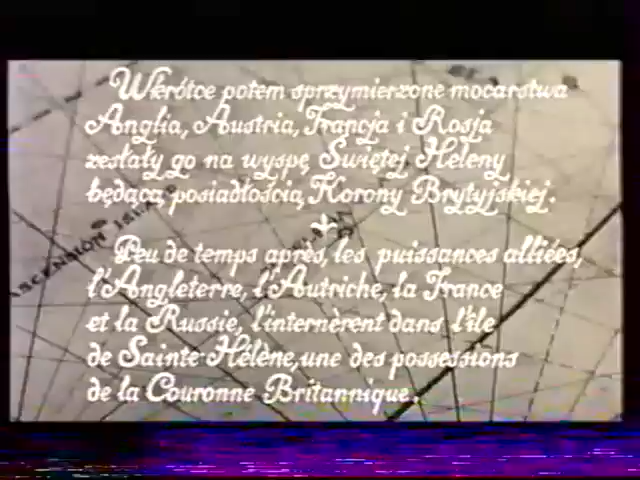 Wkrótce potem sprzymierzone mocarstwa
Anglia, Austria, Francja i Rosja
zesłały go na wyspę Świętej Heleny
będącą posiadłością Korony Brytyjskiej.
Peu de temps après, les puissances alliées,
l'Angleterre, l'Autriche, la France
et la Russie, l'internèrent dans l'île
de Sainte-Hélène, une des possessions
de la Couronne Britannique.
ASCENSION ISLAND